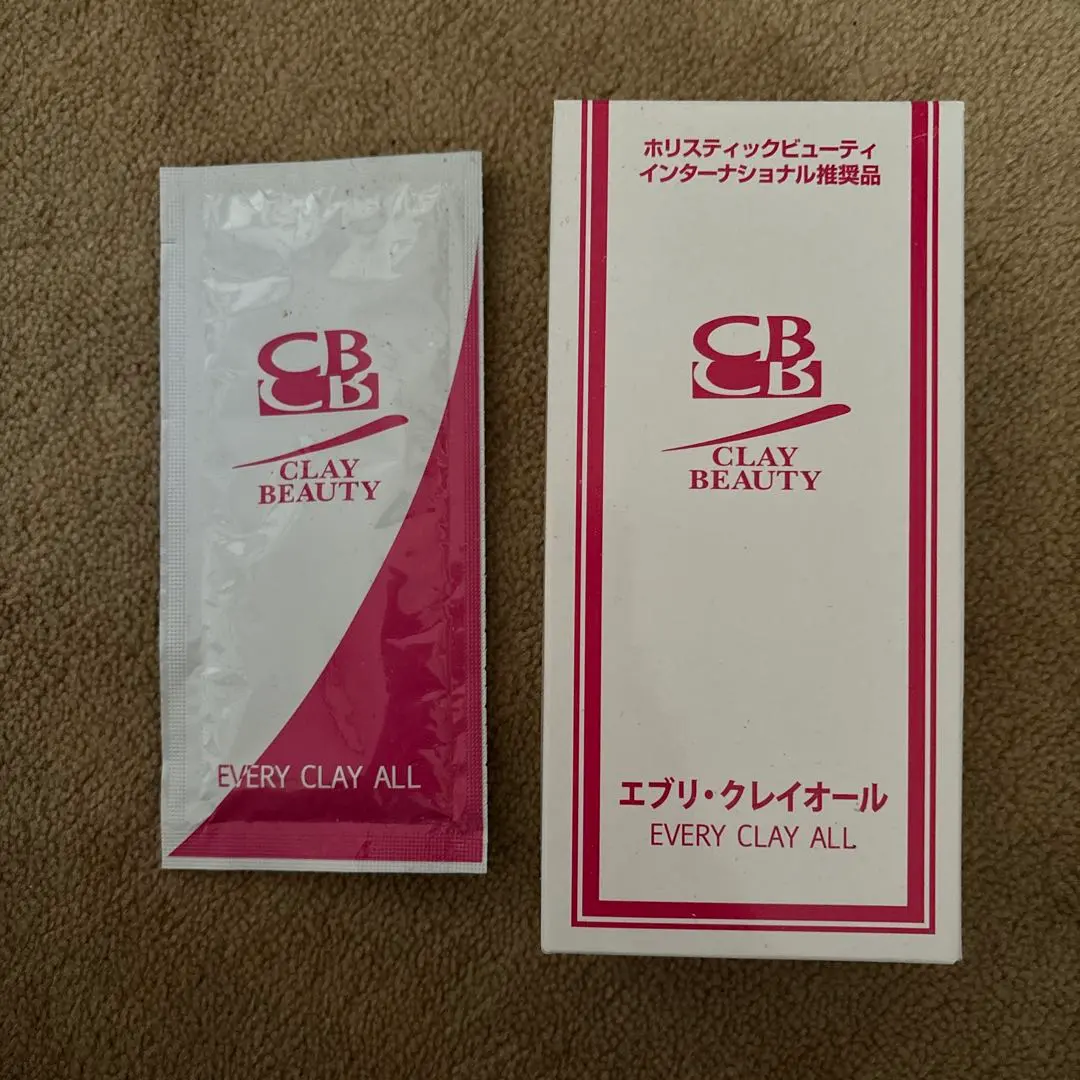 CB
CLAY
BEAUTY
EVERY CLAY ALL
ホリスティックビューティ
インターナショナル推奨品
CB
CLAY
BEAUTY
エブリ・クレイオール
EVERY CLAY ALL